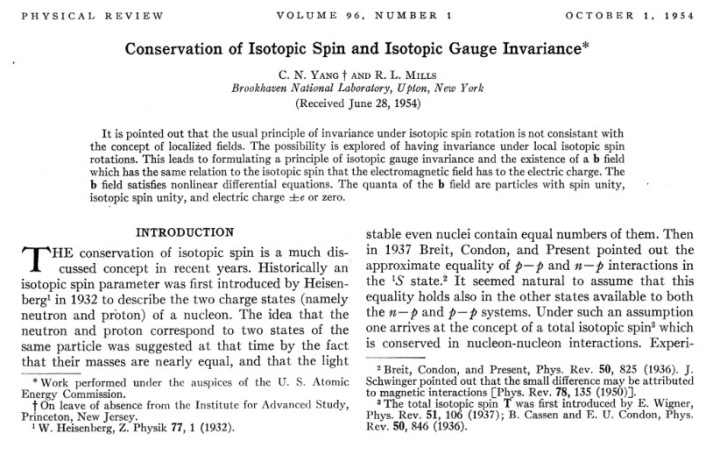 PHYSICAL REVIEW VOLUME 96, NUMBER 1 OCTOBER 1, 1954
Conservation of Isotopic Spin and Isotopic Gauge Invariance*
C. N. YANG † AND R. L. MILLS
Brookhaven National Laboratory, Upton, New York
(Received June 28, 1954)
It is pointed out that the usual principle of invariance under isotopic spin rotation is not consistant with
the concept of localized fields. The possibility is explored of having invariance under local isotopic spin
rotations. This leads to formulating a principle of isotopic gauge invariance and the existence of a b field
which has the same relation to the isotopic spin that the electromagnetic field has to the electric charge. The
b field satisfies nonlinear differential equations. The quanta of the b field are particles with spin unity,
isotopic spin unity, and electric charge ±e or zero.
INTRODUCTION
THE conservation of isotopic spin is a much dis-
cussed concept in recent years. Historically an
isotopic spin parameter was first introduced by Heisen-
berg¹ in 1932 to describe the two charge states (namely
neutron and proton) of a nucleon. The idea that the
neutron and proton correspond to two states of the
same particle was suggested at that time by the fact
that their masses are nearly equal, and that the light
* Work performed under the auspices of the U. S. Atomic
Energy Commission.
† On leave of absence from the Institute for Advanced Study,
Princeton, New Jersey.
¹ W. Heisenberg, Z. Physik 77, 1 (1932).
stable even nuclei contain equal numbers of them. Then
in 1937 Breit, Condon, and Present pointed out the
approximate equality of p—p and n—p interactions in
the ¹S state.² It seemed natural to assume that this
equality holds also in the other states available to both
the n—p and p—p systems. Under such an assumption
one arrives at the concept of a total isotopic spin³ which
is conserved in nucleon-nucleon interactions. Experi-
² Breit, Condon, and Present, Phys. Rev. 50, 825 (1936). J.
Schwinger pointed out that the small difference may be attributed
to magnetic interactions [Phys. Rev. 78, 135 (1950)].
³ The total isotopic spin T was first introduced by E. Wigner,
Phys. Rev. 51, 106 (1937); B. Cassen and E. U. Condon, Phys.
Rev. 50, 846 (1936).